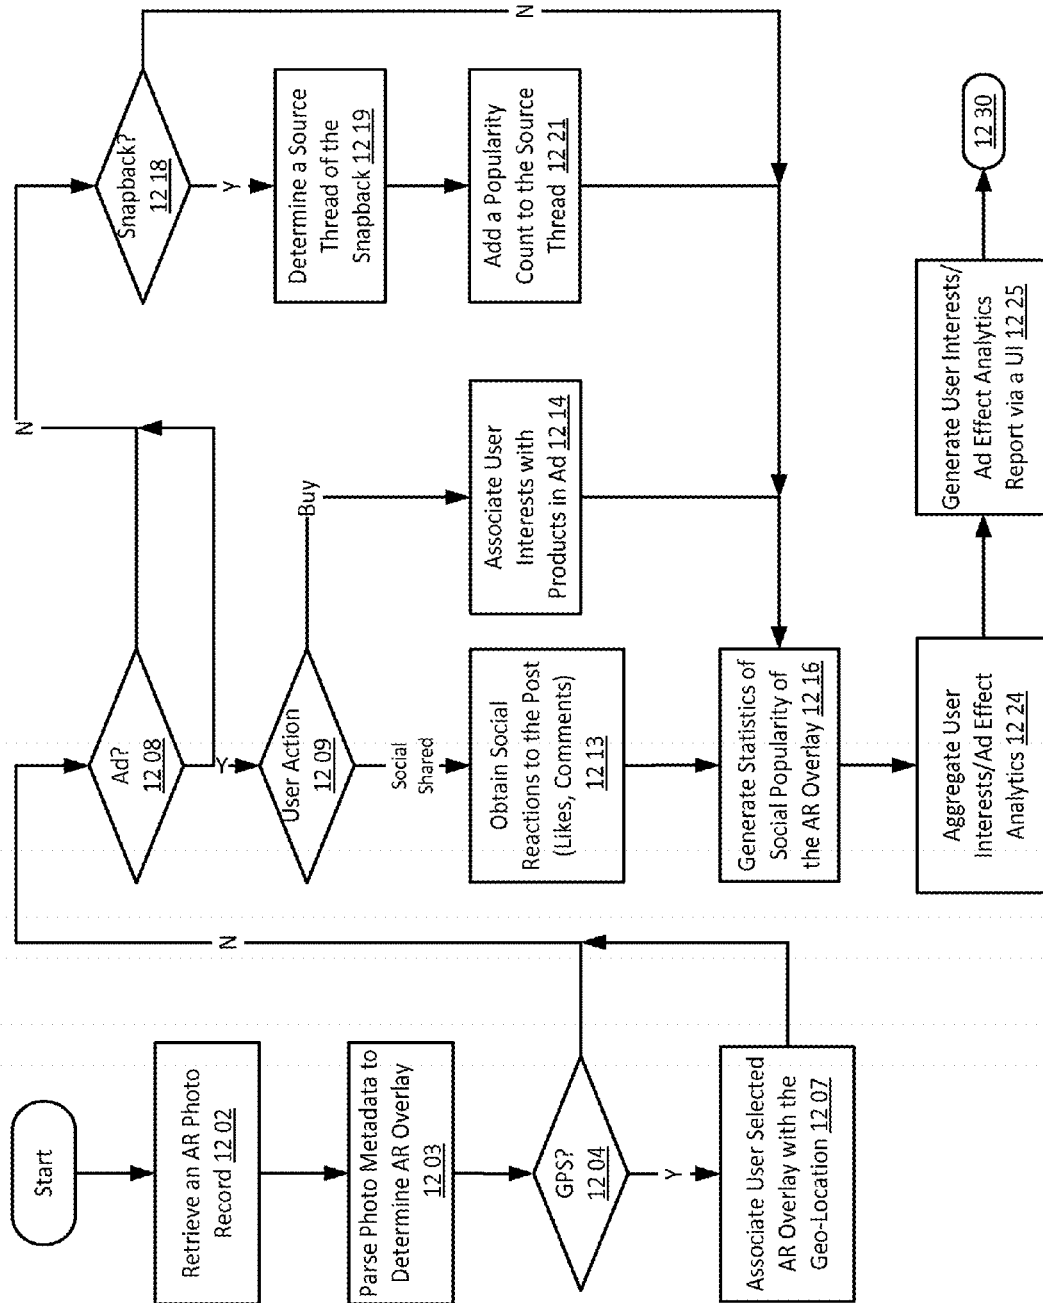 Start
Retrieve an AR Photo
Record 12 02
Parse Photo Metadata to
Determine AR Overlay
12 03
GPS?
12 04
Y
N
Associate User Selected
AR Overlay with the
Geo-Location 12 07
Ad?
12 08
N
Y
User Action
12 09
Buy
Social
Shared
Obtain Social
Reactions to the Post
(Likes, Comments)
12 13
Associate User
Interests with
Products in Ad 12 14
Generate Statistics of
Social Popularity of
the AR Overlay 12 16
Snapback?
12 18
Y
N
Determine a Source
Thread of the
Snapback 12 19
Add a Popularity
Count to the Source
Thread 12 21
Aggregate User
Interests/Ad Effect
Analytics 12 24
Generate User Interests/
Ad Effect Analytics
Report via a UI 12 25
12 30